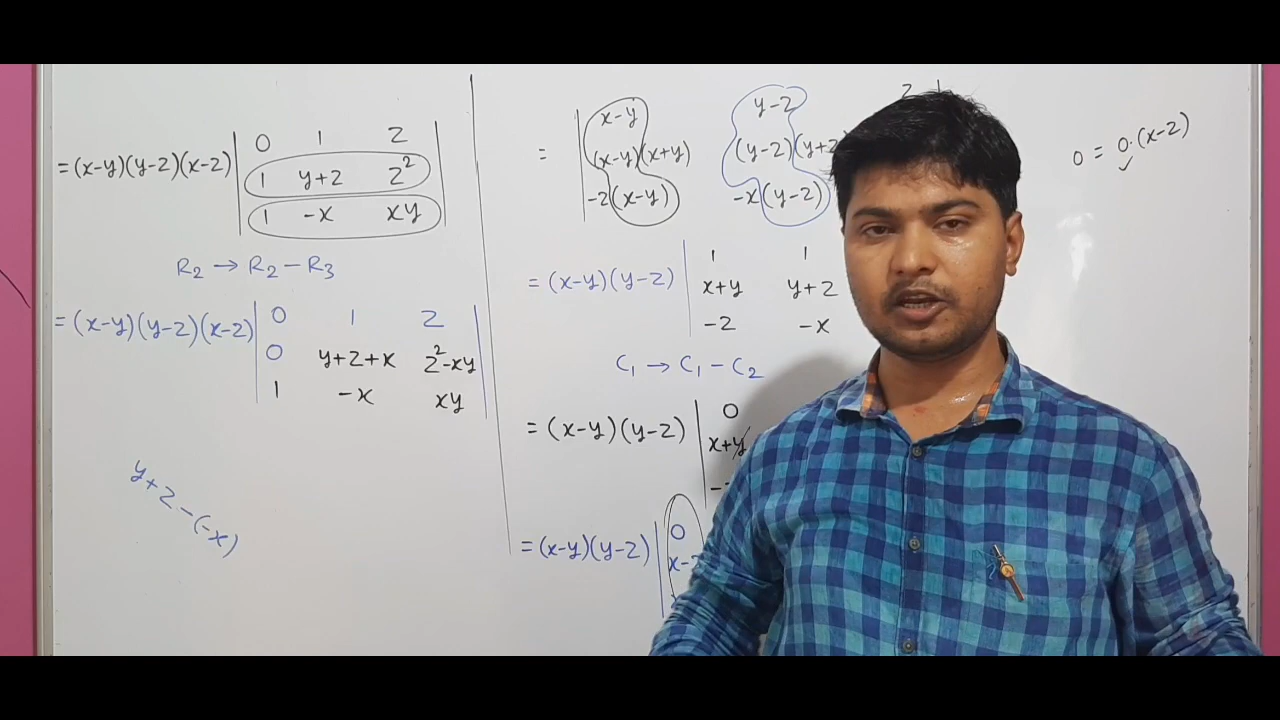 =(x-y)(y-z)(x-z) | 0 1 z |
| 1 y+z z² |
| 1 -x xy |
R₂ → R₂ - R₃
=(x-y)(y-z)(x-z) | 0 1 z |
| 0 y+z+x z²-xy |
| 1 -x xy |
y+z-(-x)
= | x-y y-z
(x-y)(x+y) (y-z)(y+z
-z(x-y) -x(y-z)
=(x-y)(y-z) | 1 1
x+y y+z
-z -x
C₁ → C₁ - C₂
=(x-y)(y-z) | 0
x+y
=(x-y)(y-z) | 0
x-
0 = 0·(x-z)